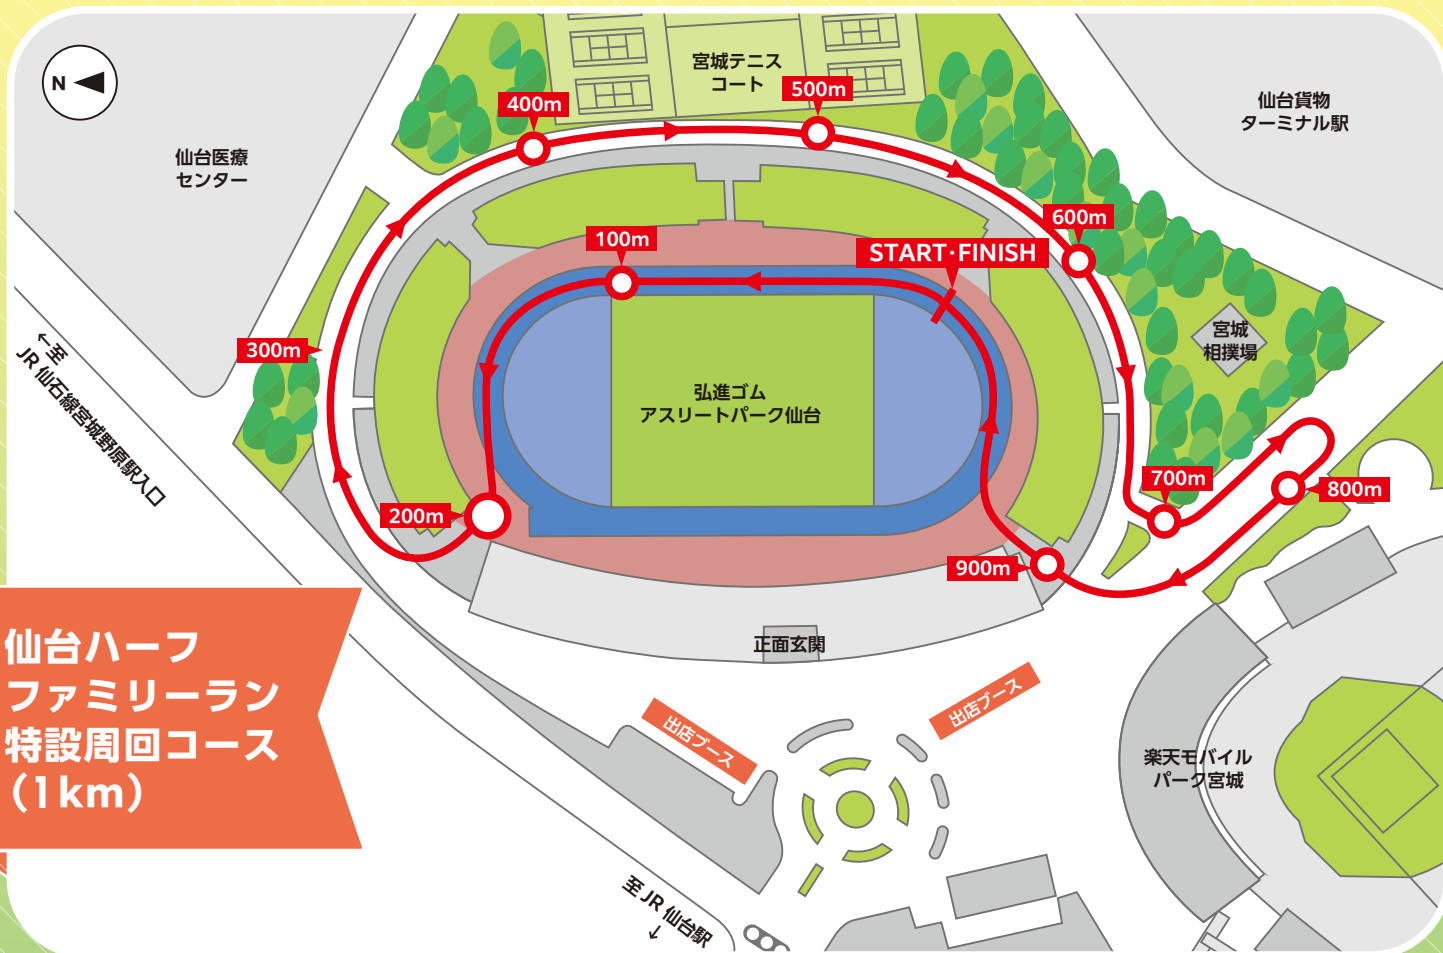 N
仙台医療
センター
宮城テニス
コート
仙台貨物
ターミナル駅
400m
500m
600m
100m
START・FINISH
300m
宮城
相撲場
←至
JR 仙石線宮城野原駅入口
弘進ゴム
アスリートパーク仙台
200m
700m
800m
900m
正面玄関
仙台ハーフ
ファミリーラン
特設周回コース
(1km)
出店ブース
出店ブース
楽天モバイル
パーク宮城
至 JR 仙台駅
↓